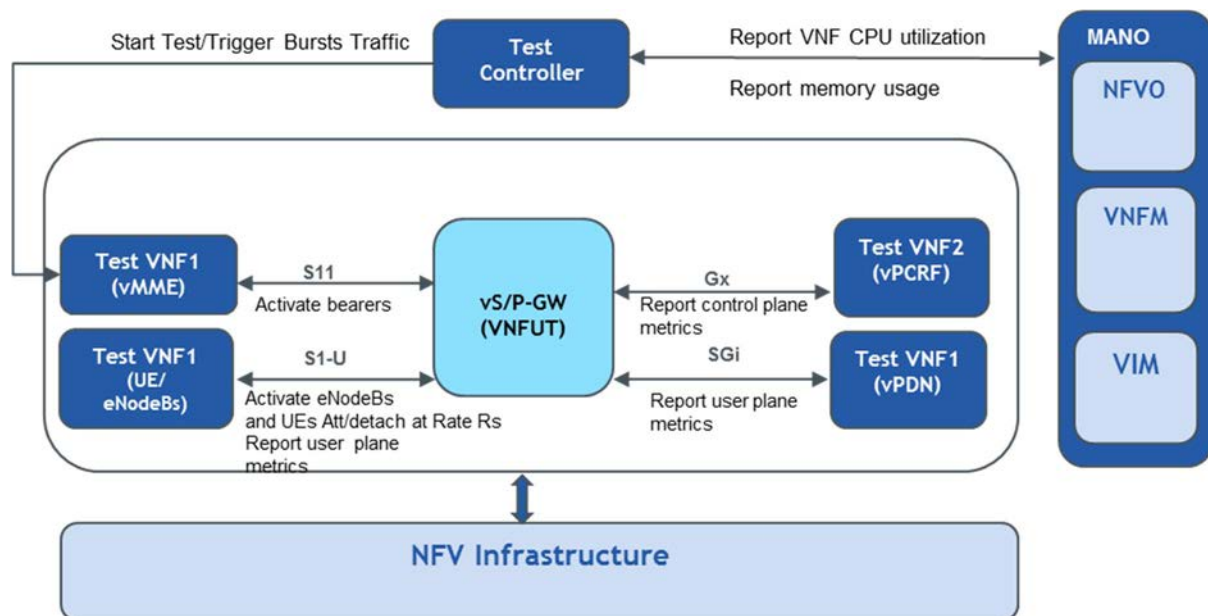 Start Test/Trigger Bursts Traffic
Test
Controller
Report VNF CPU utilization
Report memory usage
MANO
NFVO
VNFM
VIM
Test VNF1
(vMME)
S11
Activate bearers
vS/P-GW
(VNFUT)
Gx
Report control plane
metrics
Test VNF2
(vPCRF)
Test VNF1
(UE/
eNodeBs)
S1-U
Activate eNodeBs
and UEs Att/detach at Rate Rs
Report user plane
metrics
SGi
Report user plane
metrics
Test VNF1
(vPDN)
NFV Infrastructure